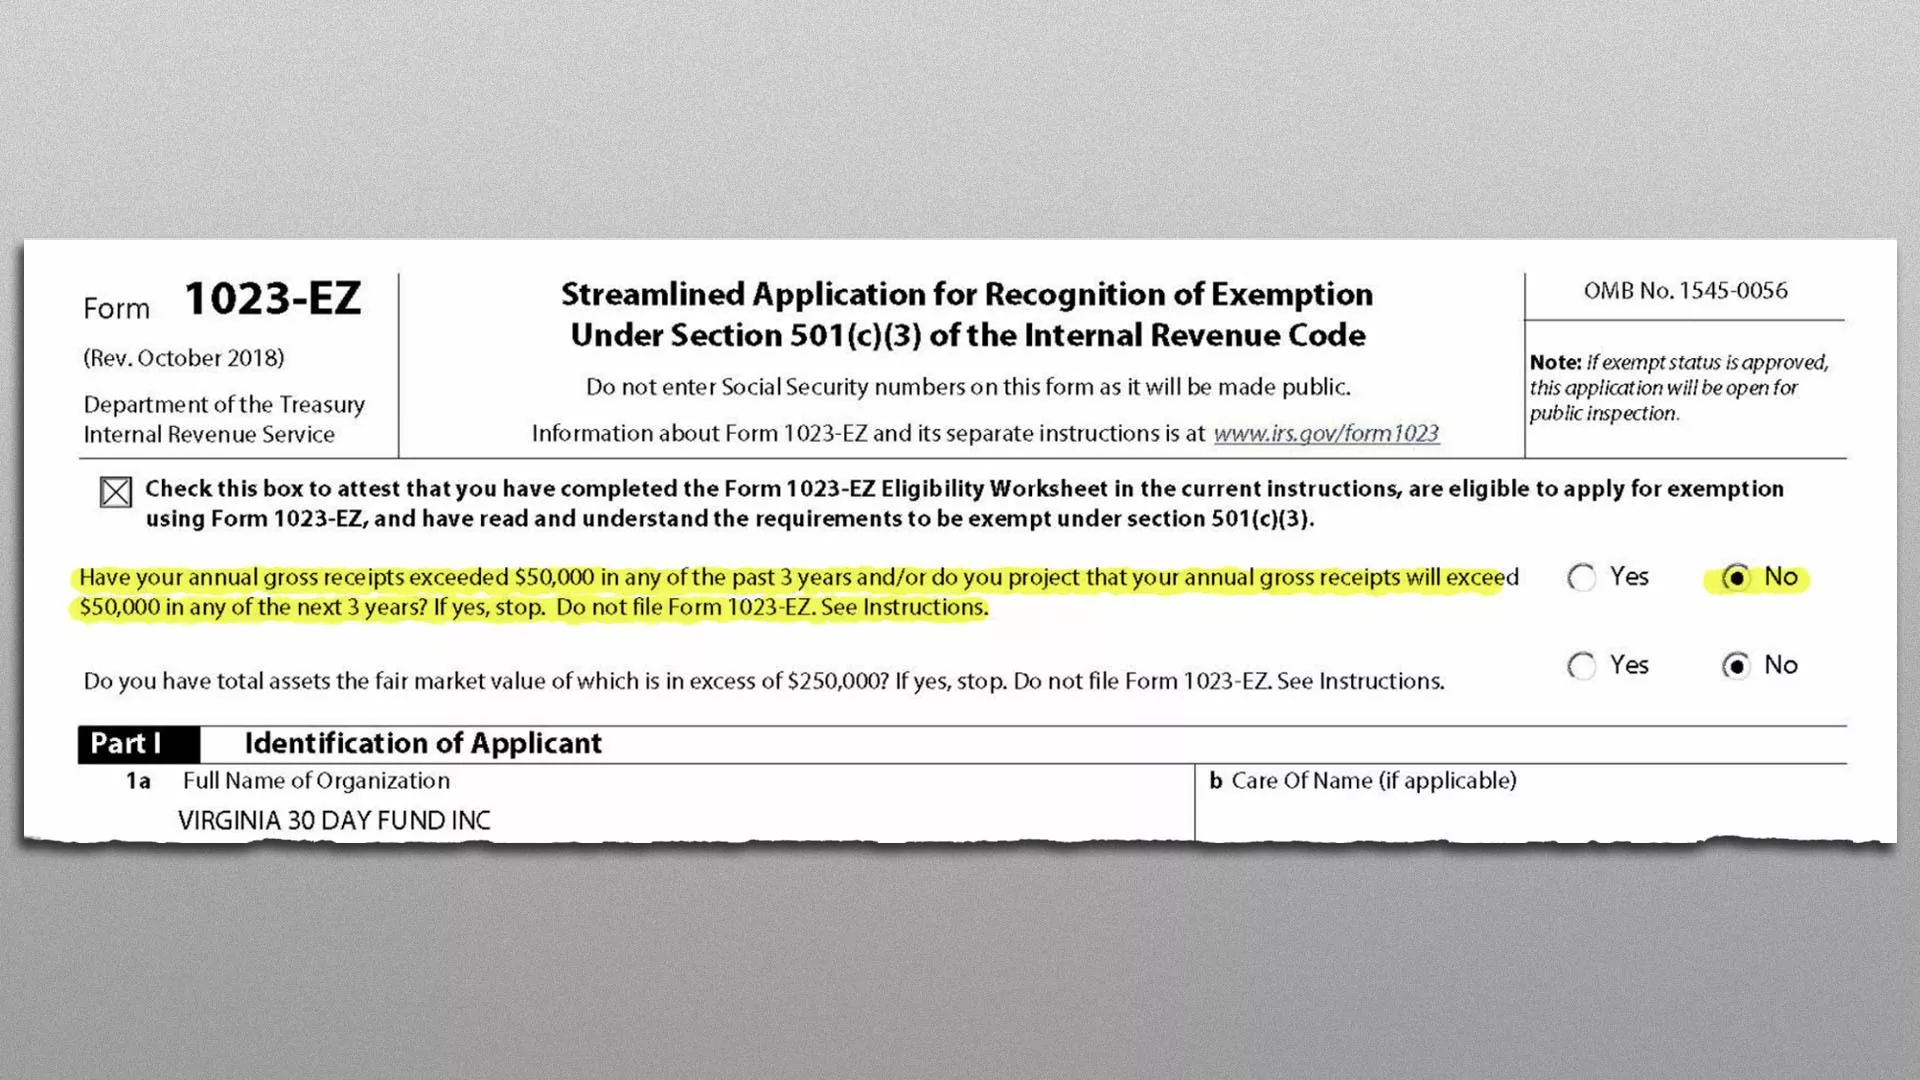 Form 1023-EZ
(Rev. October 2018)
Department of the Treasury
Internal Revenue Service
Streamlined Application for Recognition of Exemption
Under Section 501(c)(3) of the Internal Revenue Code
Do not enter Social Security numbers on this form as it will be made public.
Information about Form 1023-EZ and its separate instructions is at www.irs.gov/form1023
OMB No. 1545-0056
Note: If exempt status is approved,
this application will be open for
public inspection.
Check this box to attest that you have completed the Form 1023-EZ Eligibility Worksheet in the current instructions, are eligible to apply for exemption
using Form 1023-EZ, and have read and understand the requirements to be exempt under section 501(c)(3).
Have your annual gross receipts exceeded $50,000 in any of the past 3 years and/or do you project that your annual gross receipts will exceed Yes No
$50,000 in any of the next 3 years? If yes, stop. Do not file Form 1023-EZ. See Instructions.
Do you have total assets the fair market value of which is in excess of $250,000? If yes, stop. Do not file Form 1023-EZ. See Instructions. Yes No
Part I Identification of Applicant
1a Full Name of Organization
VIRGINIA 30 DAY FUND INC
b Care Of Name (if applicable)